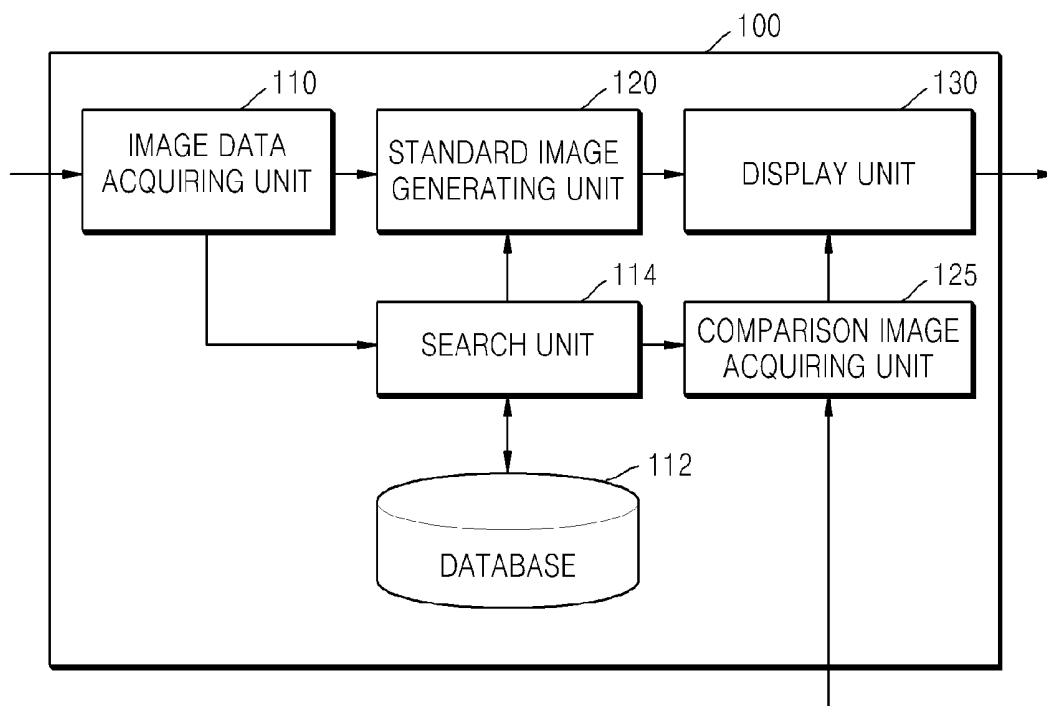 100
110
120
130
IMAGE DATA
ACQUIRING UNIT
STANDARD IMAGE
GENERATING UNIT
DISPLAY UNIT
114
125
SEARCH UNIT
COMPARISON IMAGE
ACQUIRING UNIT
112
DATABASE